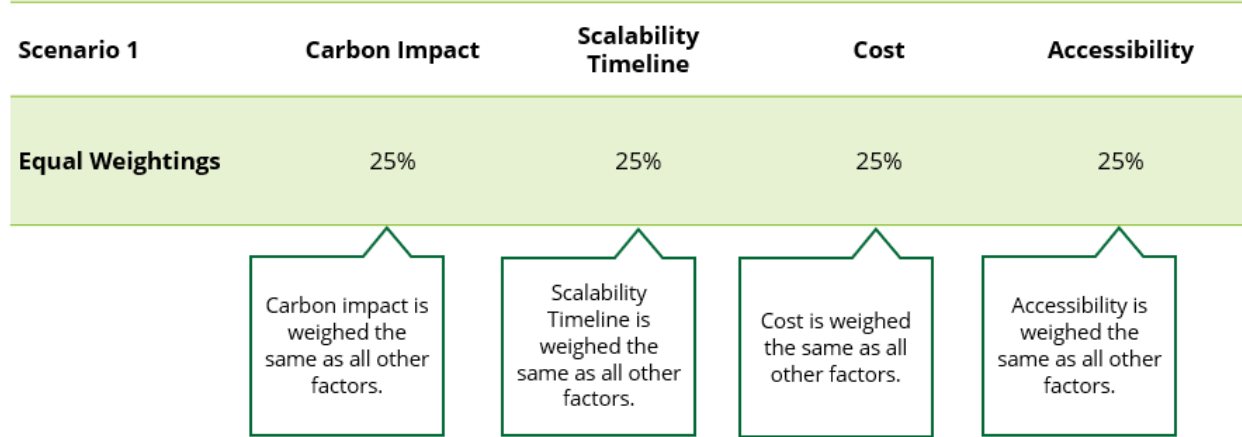 Scenario 1
Carbon Impact
Scalability
Timeline
Cost
Accessibility
Equal Weightings
25%
25%
25%
25%
Carbon impact is
weighed the
same as all other
factors.
Scalability
Timeline is
weighed the
same as all other
factors.
Cost is weighed
the same as all
other factors.
Accessibility is
weighed the
same as all other
factors.